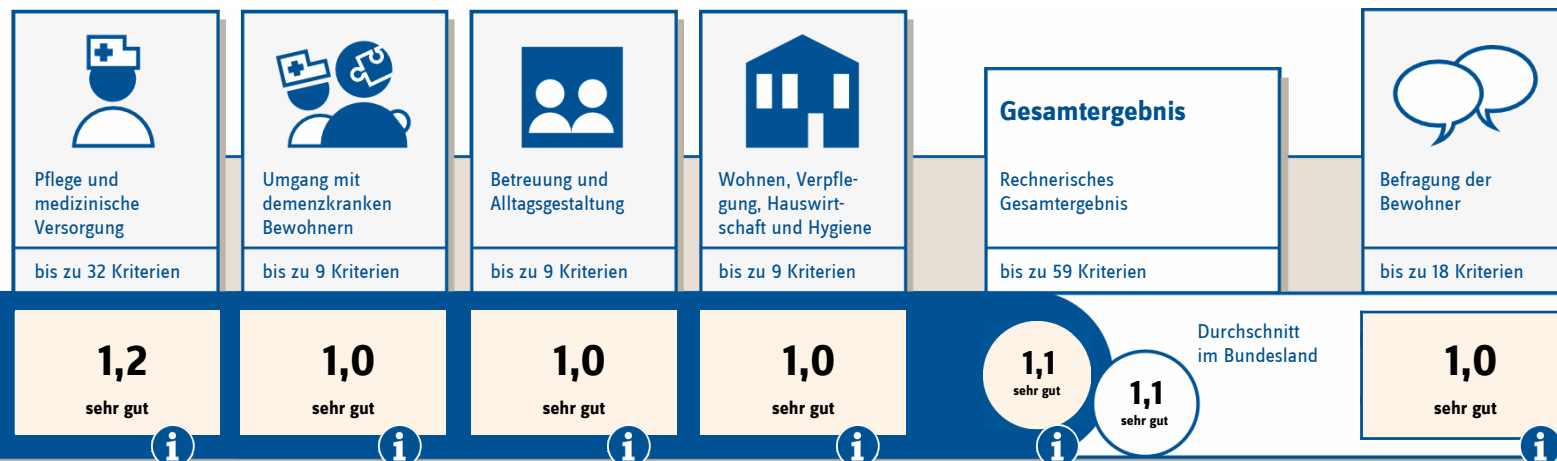 Pflege und
medizinische
Versorgung
bis zu 32 Kriterien
1,2
sehr gut
i
Umgang mit
demenzkranken
Bewohnern
bis zu 9 Kriterien
1,0
sehr gut
i
Betreuung und
Alltagsgestaltung
bis zu 9 Kriterien
1,0
sehr gut
i
Wohnen, Verpfle-
gung, Hauswirt-
schaft und Hygiene
bis zu 9 Kriterien
1,0
sehr gut
i
Gesamtergebnis
Rechnerisches
Gesamtergebnis
bis zu 59 Kriterien
1,1
sehr gut
i
Durchschnitt
im Bundesland
1,1
sehr gut
Befragung der
Bewohner
bis zu 18 Kriterien
1,0
sehr gut
i